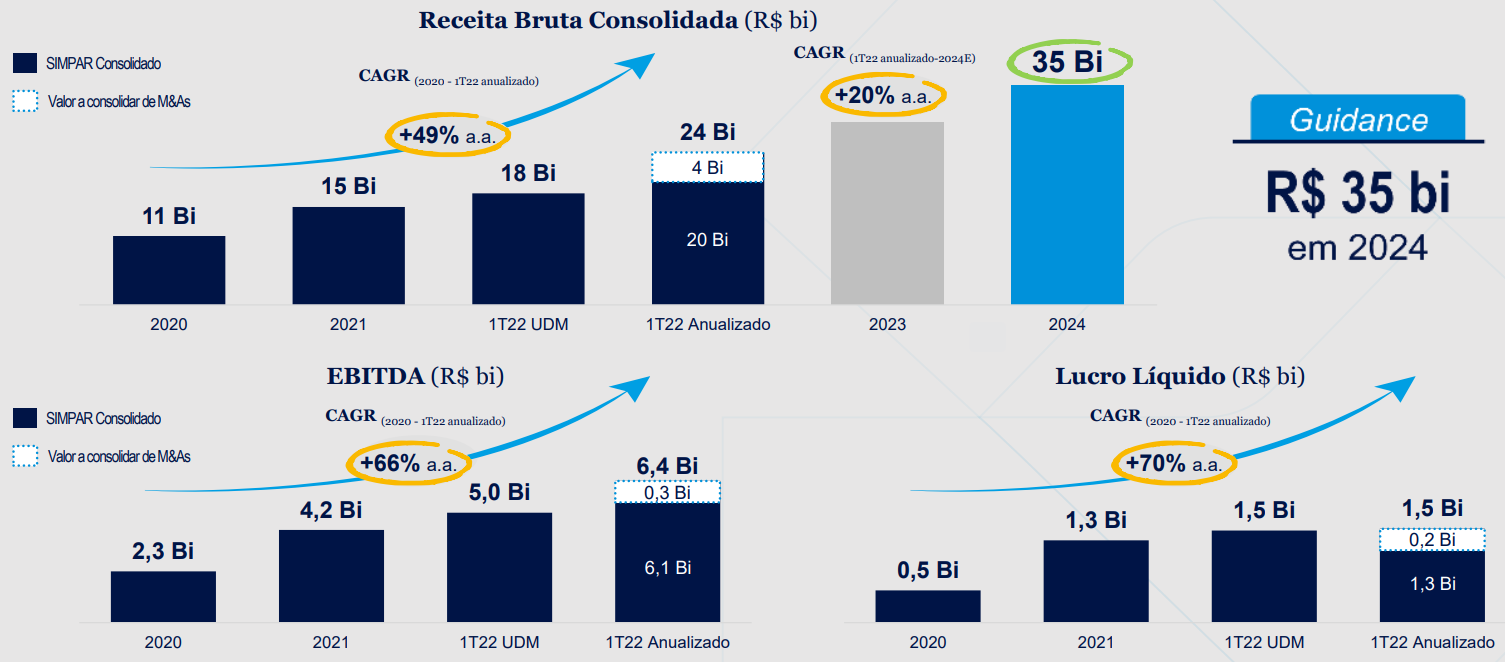 Receita Bruta Consolidada (R$ bi)
SIMPAR Consolidado
Valor a consolidar de M&As
CAGR (2020 - 1T22 anualizado)
+49% a.a.
CAGR (1T22 anualizado-2024E)
+20% a.a.
11 Bi
15 Bi
18 Bi
24 Bi
4 Bi
20 Bi
35 Bi
2020
2021
1T22 UDM
1T22 Anualizado
2023
2024
Guidance
R$ 35 bi
em 2024
EBITDA (R$ bi)
SIMPAR Consolidado
Valor a consolidar de M&As
CAGR (2020 - 1T22 anualizado)
+66% a.a.
2,3 Bi
4,2 Bi
5,0 Bi
6,4 Bi
0,3 Bi
6,1 Bi
2020
2021
1T22 UDM
1T22 Anualizado
Lucro Líquido (R$ bi)
CAGR (2020 - 1T22 anualizado)
+70% a.a.
0,5 Bi
1,3 Bi
1,5 Bi
1,5 Bi
0,2 Bi
1,3 Bi
2020
2021
1T22 UDM
1T22 Anualizado